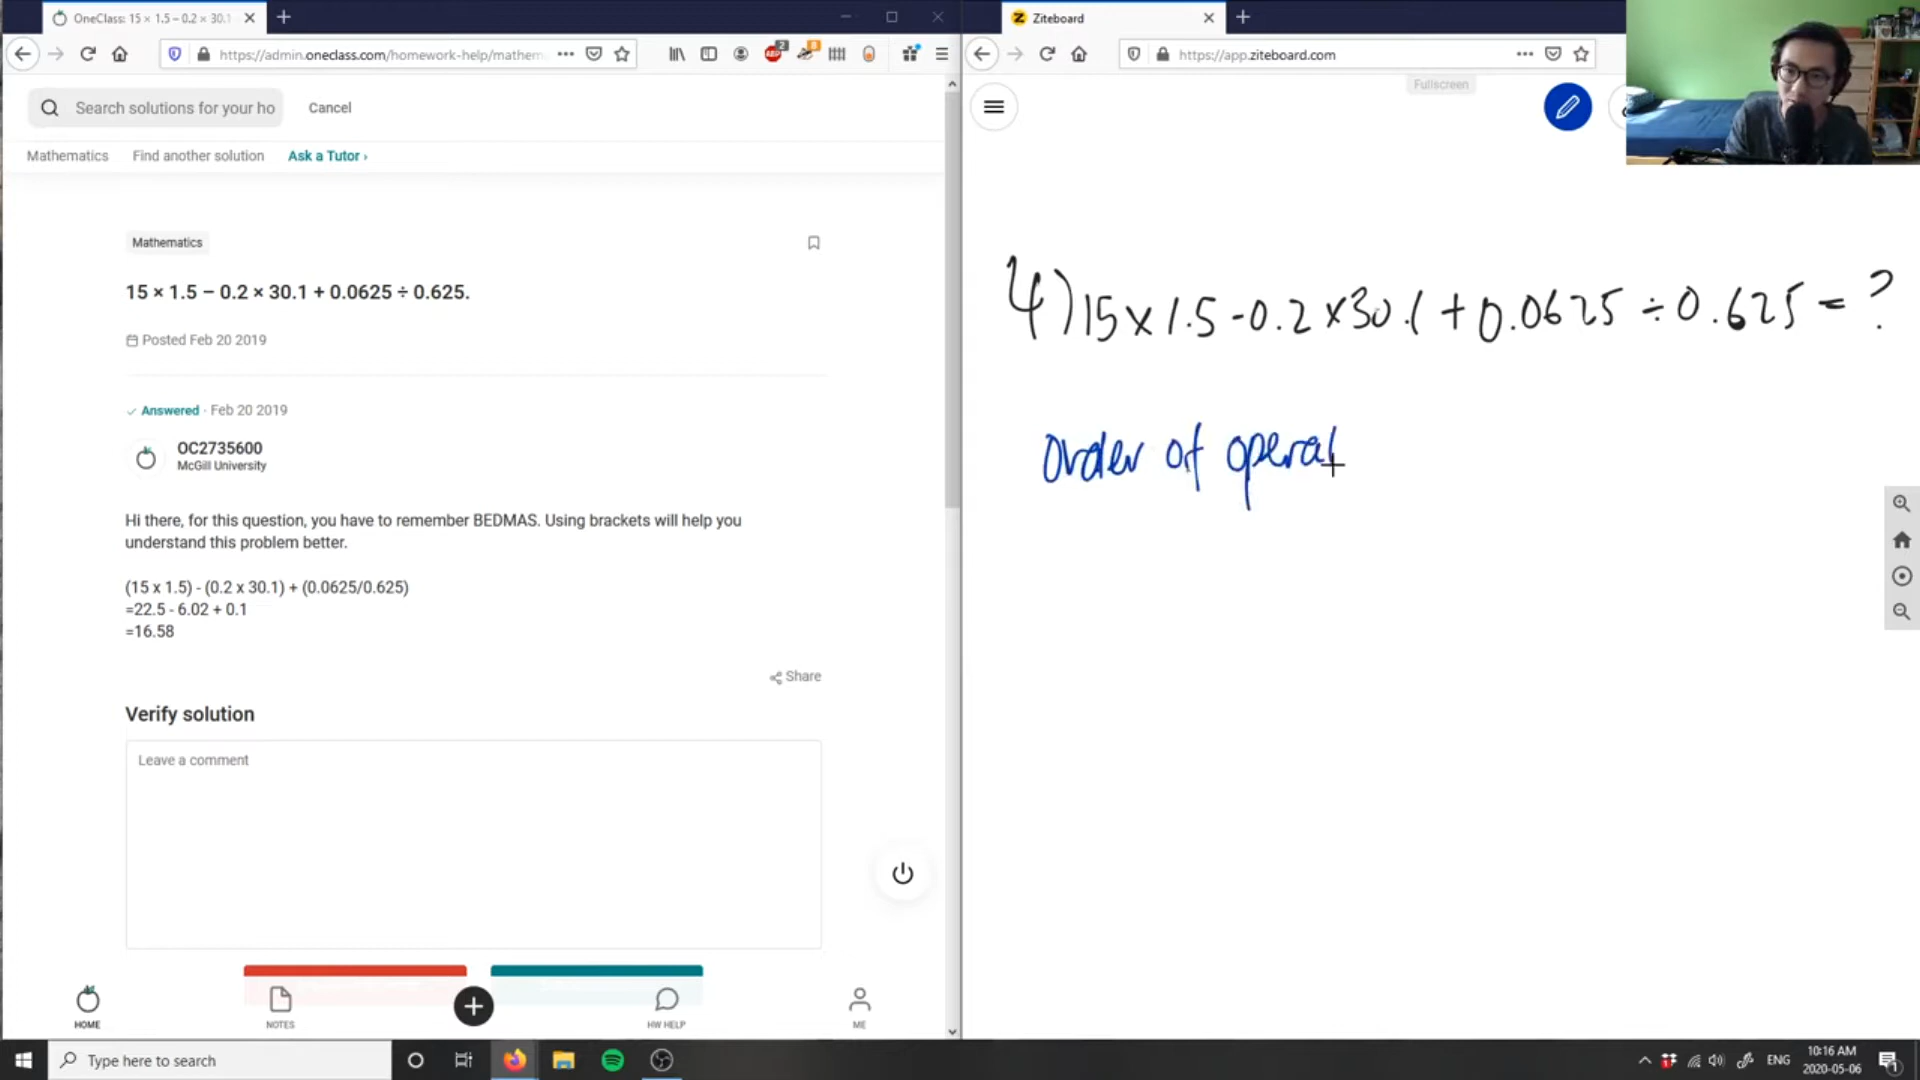 OneClass: 15 × 1.5 – 0.2 × 30.1
Ziteboard
https://admin.oneclass.com/homework-help/mathem
https://app.ziteboard.com
Fullscreen
Search solutions for your ho
Cancel
Mathematics
Find another solution
Ask a Tutor ›
Mathematics
15 × 1.5 – 0.2 × 30.1 + 0.0625 ÷ 0.625.
Posted Feb 20 2019
Answered · Feb 20 2019
OC2735600
McGill University
Hi there, for this question, you have to remember BEDMAS. Using brackets will help you
understand this problem better.
(15 x 1.5) - (0.2 x 30.1) + (0.0625/0.625)
=22.5 - 6.02 + 0.1
=16.58
Share
Verify solution
Leave a comment
HOME
NOTES
HW HELP
ME
4) 15 × 1.5 - 0.2 × 30.1 + 0.0625 ÷ 0.625 = ?
order of operat
Type here to search
ENG
10:16 AM
2020-05-06